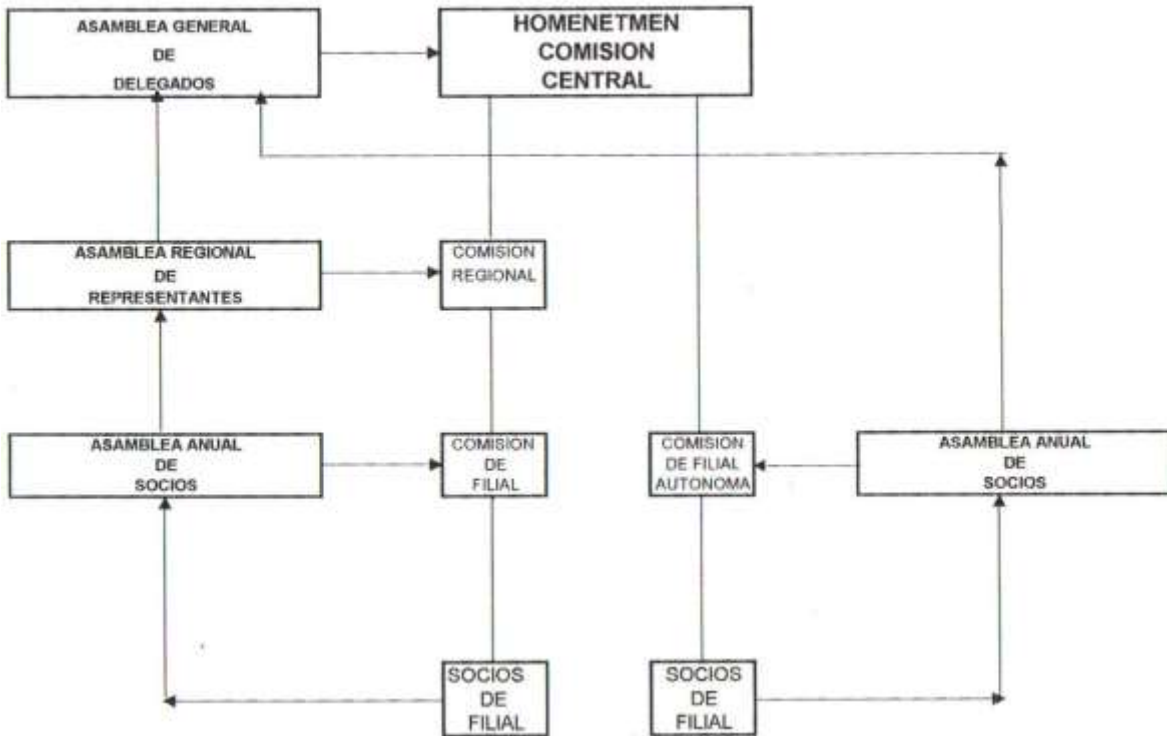 ASAMBLEA GENERAL
DE
DELEGADOS
HOMENETMEN
COMISION
CENTRAL
ASAMBLEA REGIONAL
DE
REPRESENTANTES
COMISION
REGIONAL
ASAMBLEA ANUAL
DE
SOCIOS
COMISION
DE
FILIAL
COMISION
DE FILIAL
AUTONOMA
ASAMBLEA ANUAL
DE
SOCIOS
SOCIOS
DE
FILIAL
SOCIOS
DE
FILIAL